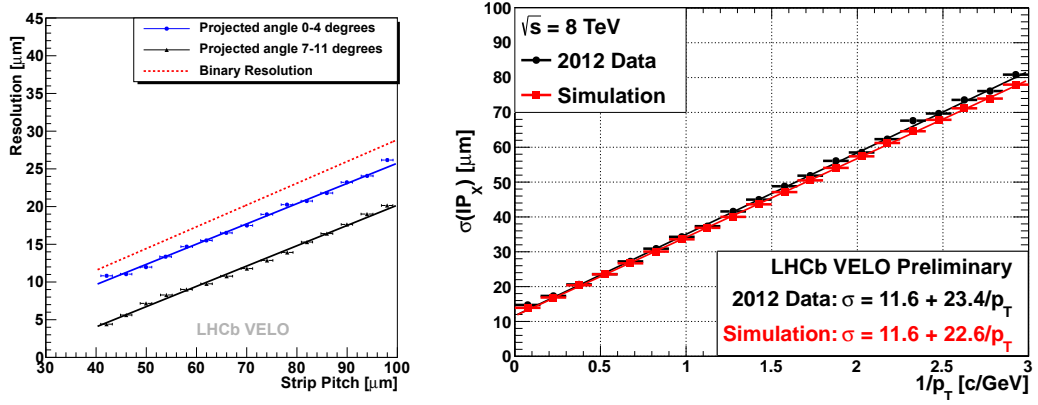 Resolution [μm]
45
40
35
30
25
20
15
10
5
0
Projected angle 0-4 degrees
Projected angle 7-11 degrees
Binary Resolution
LHCb VELO
30 40 50 60 70 80 90 100
Strip Pitch [μm]
σ(IP_X) [μm]
100
90
80
70
60
50
40
30
20
10
0
√s = 8 TeV
2012 Data
Simulation
LHCb VELO Preliminary
2012 Data: σ = 11.6 + 23.4/p_T
Simulation: σ = 11.6 + 22.6/p_T
0 0.5 1 1.5 2 2.5 3
1/p_T [c/GeV]